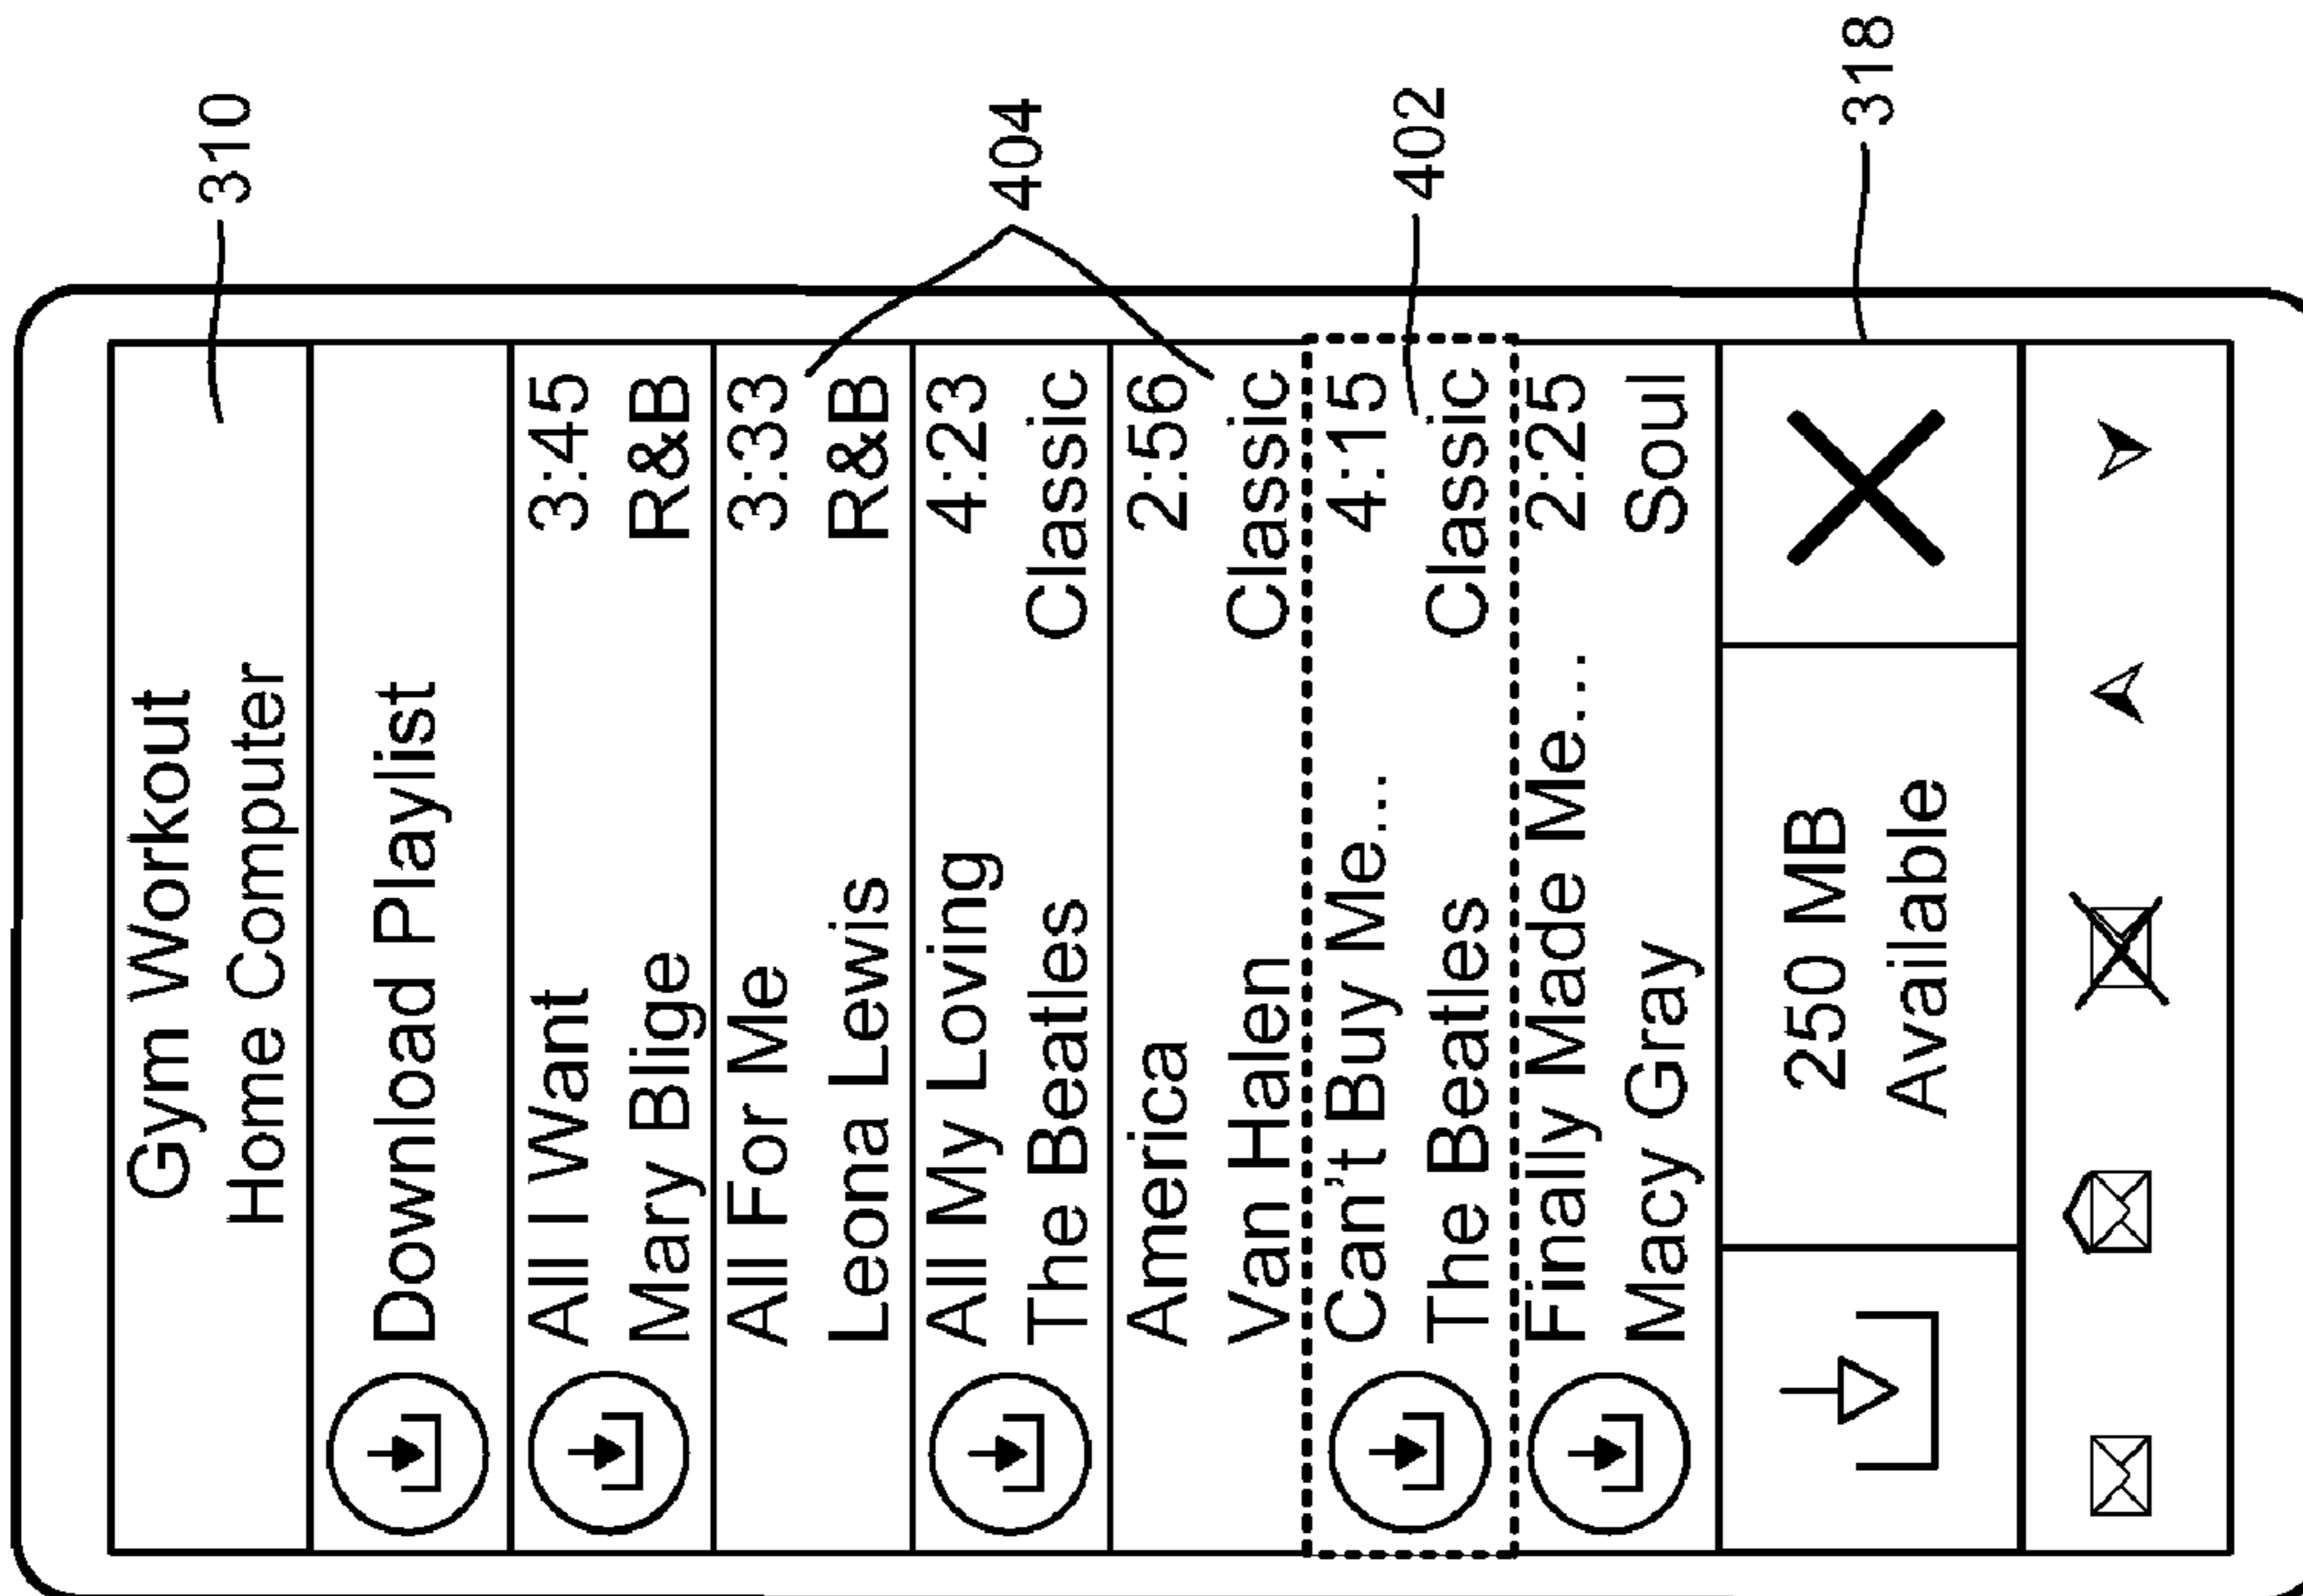 Gym Workout
Home Computer
310
Download Playlist
All I Want 3:45
Mary Blige R&B
All For Me 3:33
Leona Lewis R&B
404
All My Loving 4:23
The Beatles Classic
America 2:56
Van Halen Classic
Can't Buy Me... 4:15
402
The Beatles Classic
Finally Made Me... 2:25
Macy Gray Soul
250 MB
Available
318